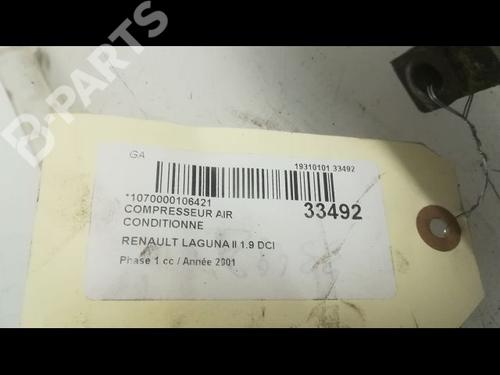 B-PARTS
GA
19310101 33492
*1070000106421
COMPRESSEUR AIR
CONDITIONNE
33492
RENAULT LAGUNA II 1.9 DCI
Phase 1 cc / Année 2001